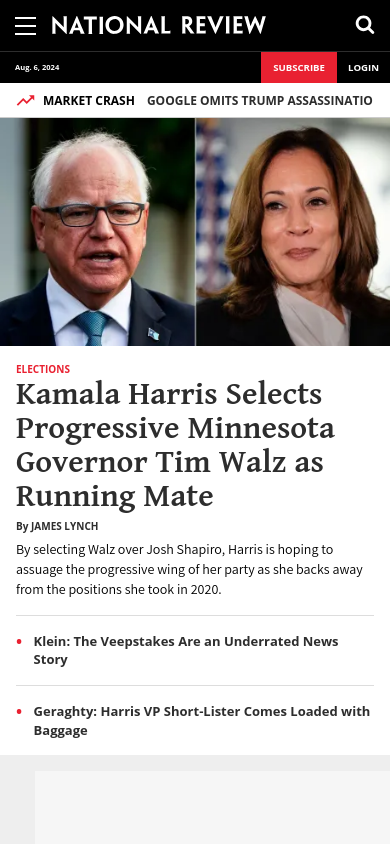 NATIONAL REVIEW
Aug. 6, 2024
SUBSCRIBE
LOGIN
MARKET CRASH GOOGLE OMITS TRUMP ASSASSINATIO
ELECTIONS
Kamala Harris Selects
Progressive Minnesota
Governor Tim Walz as
Running Mate
By JAMES LYNCH
By selecting Walz over Josh Shapiro, Harris is hoping to
assuage the progressive wing of her party as she backs away
from the positions she took in 2020.
• Klein: The Veepstakes Are an Underrated News
Story
• Geraghty: Harris VP Short-Lister Comes Loaded with
Baggage